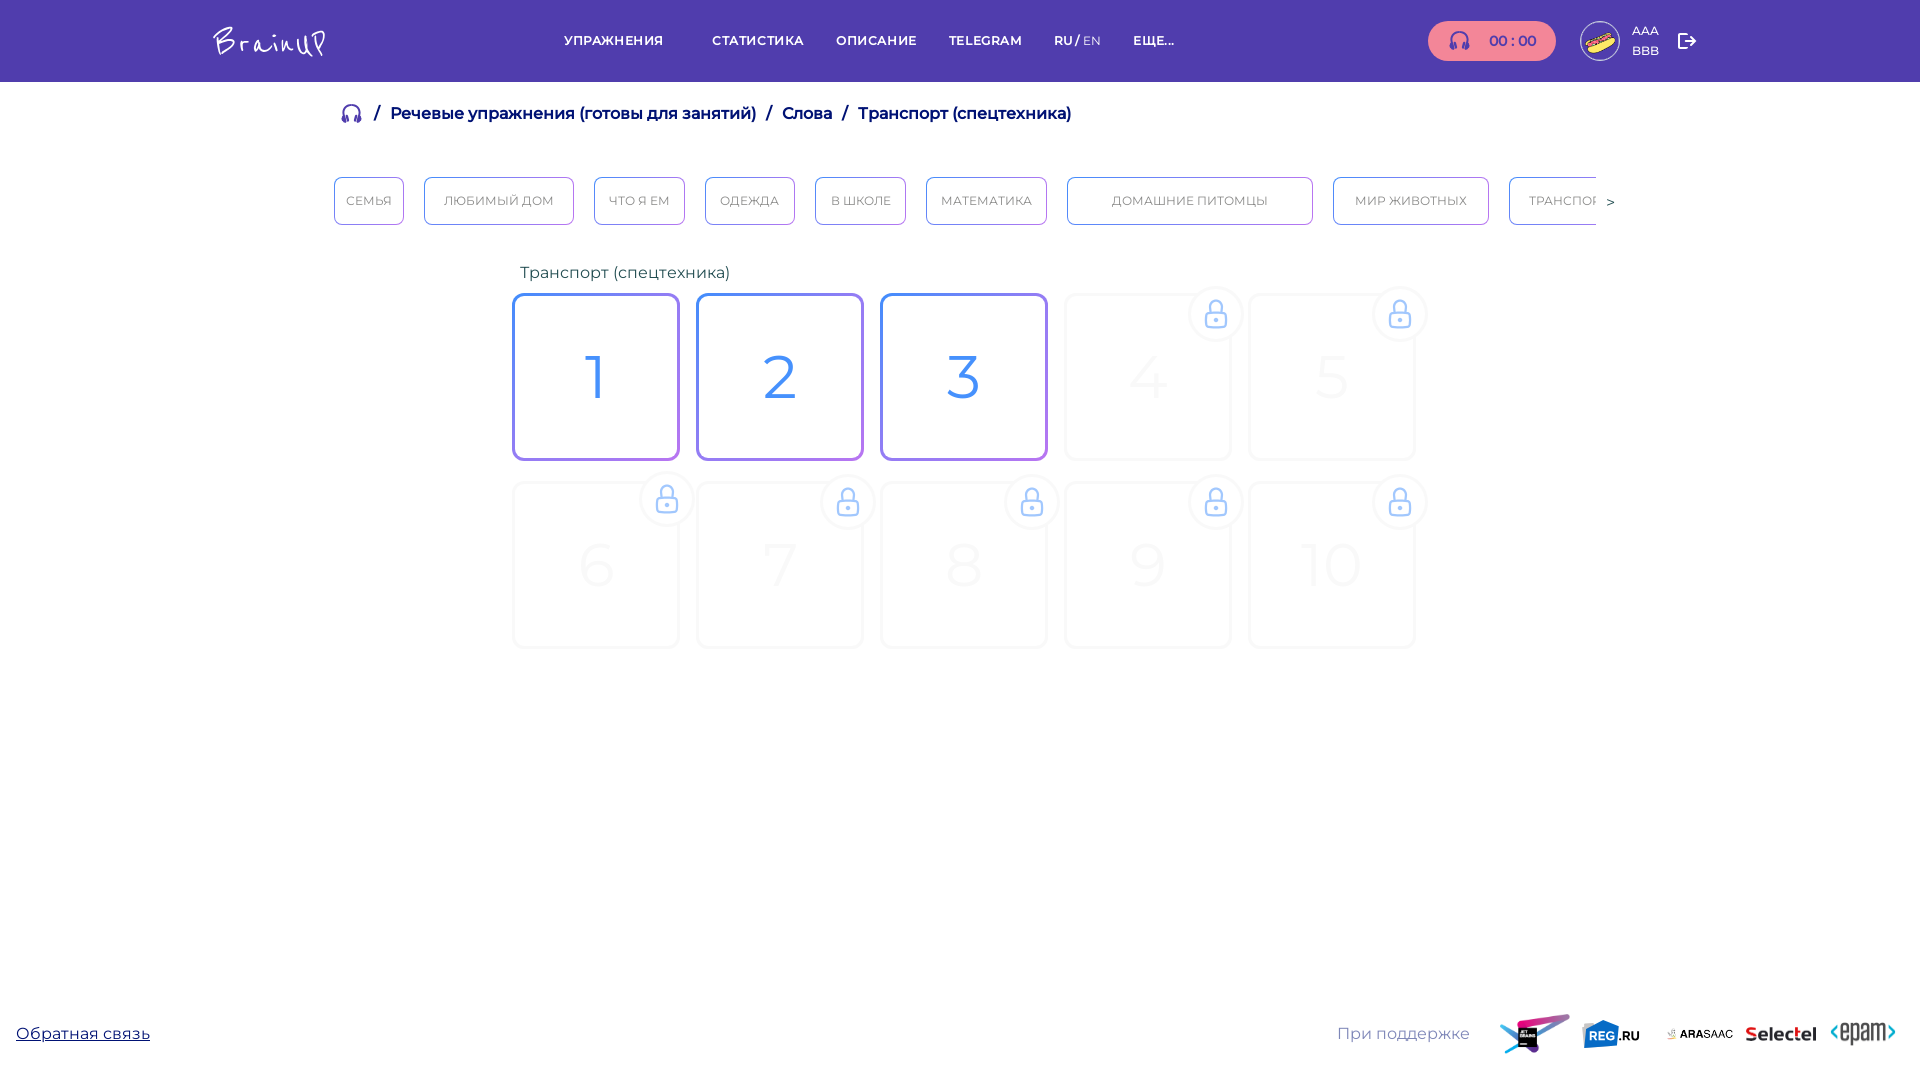 BrainUP
УПРАЖНЕНИЯ СТАТИСТИКА ОПИСАНИЕ TELEGRAM RU / EN ЕЩЕ...
00 : 00
AAA
BBB
/ Речевые упражнения (готовы для занятий) / Слова / Транспорт (спецтехника)
СЕМЬЯ ЛЮБИМЫЙ ДОМ ЧТО Я ЕМ ОДЕЖДА В ШКОЛЕ МАТЕМАТИКА ДОМАШНИЕ ПИТОМЦЫ МИР ЖИВОТНЫХ ТРАНСПОР >
Транспорт (спецтехника)
1 2 3 4 5
6 7 8 9 10
Обратная связь
При поддержке
JET BRAINS
REG.RU
ARASAAC
Selectel
<epam>